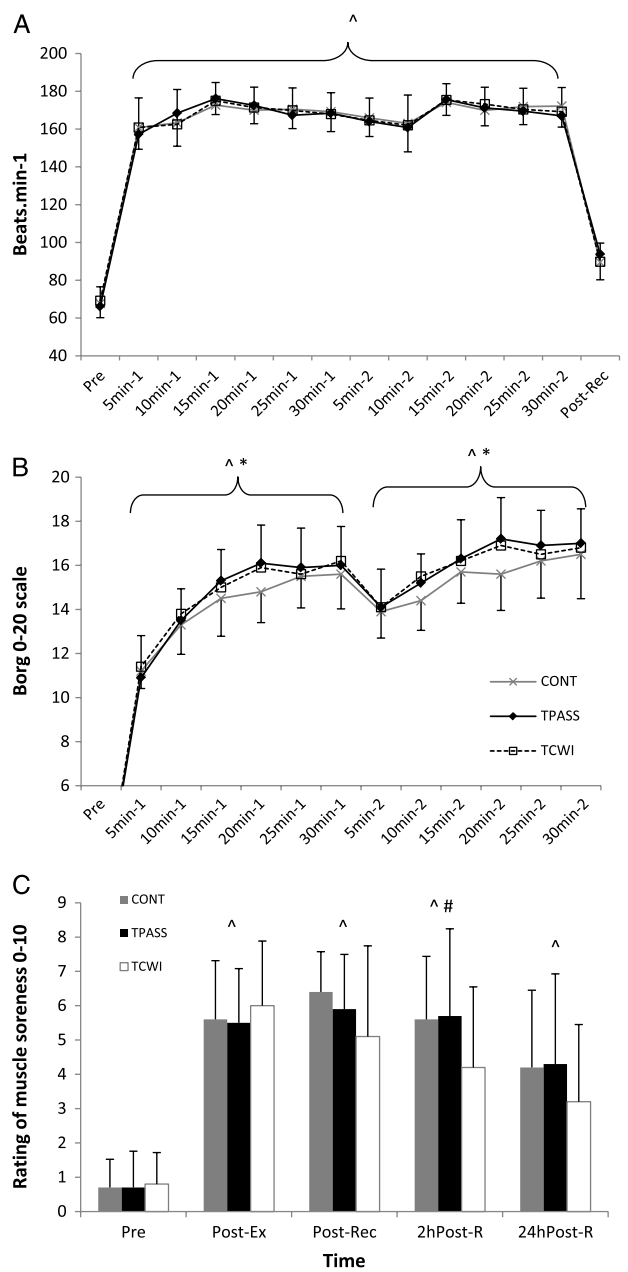 A
^
200
180
160
140
120
100
80
60
40
Beats.min-1
Pre
5min-1
10min-1
15min-1
20min-1
25min-1
30min-1
5min-2
10min-2
15min-2
20min-2
25min-2
30min-2
Post-Rec
B
^ *
^ *
20
18
16
14
12
10
8
6
Borg 0-20 scale
CONT
TPASS
TCWI
Pre
5min-1
10min-1
15min-1
20min-1
25min-1
30min-1
5min-2
10min-2
15min-2
20min-2
25min-2
30min-2
C
9
8
7
6
5
4
3
2
1
0
Rating of muscle soreness 0-10
CONT
TPASS
TCWI
^
^
^ #
^
Pre
Post-Ex
Post-Rec
2hPost-R
24hPost-R
Time